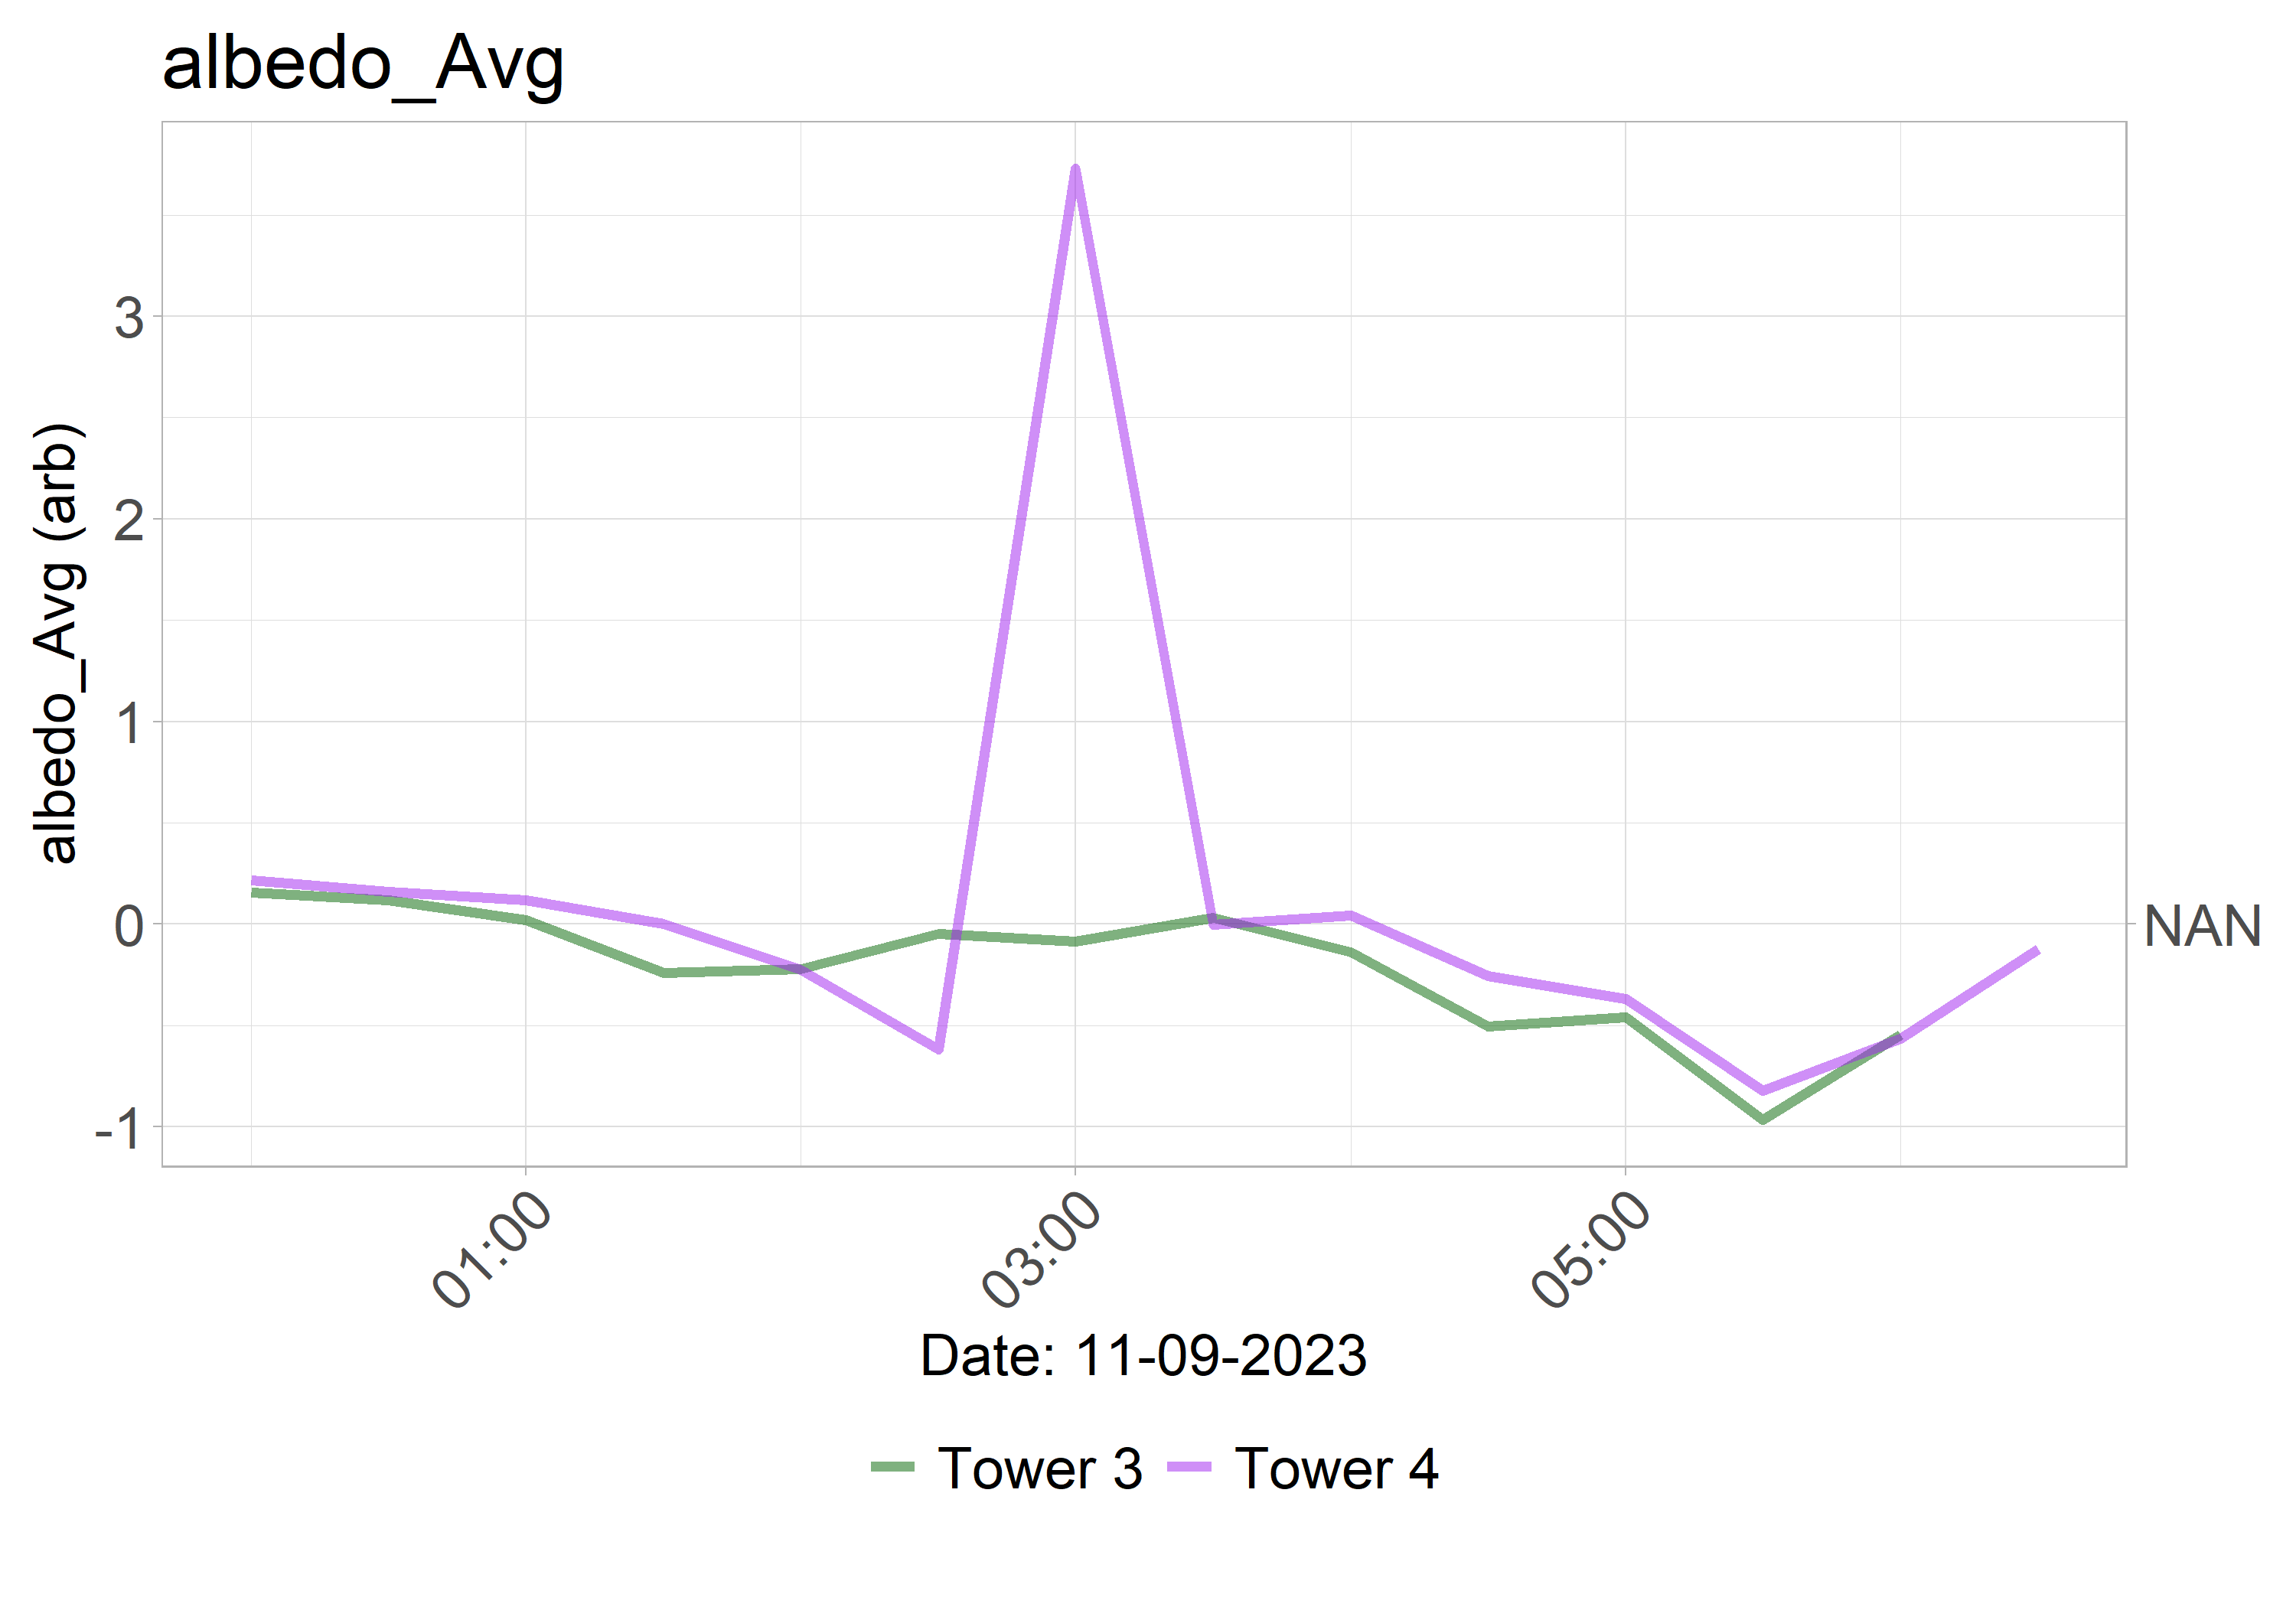 albedo_Avg
albedo_Avg (arb)
3
2
1
0
-1
NAN
01:00
03:00
05:00
Date: 11-09-2023
Tower 3
Tower 4